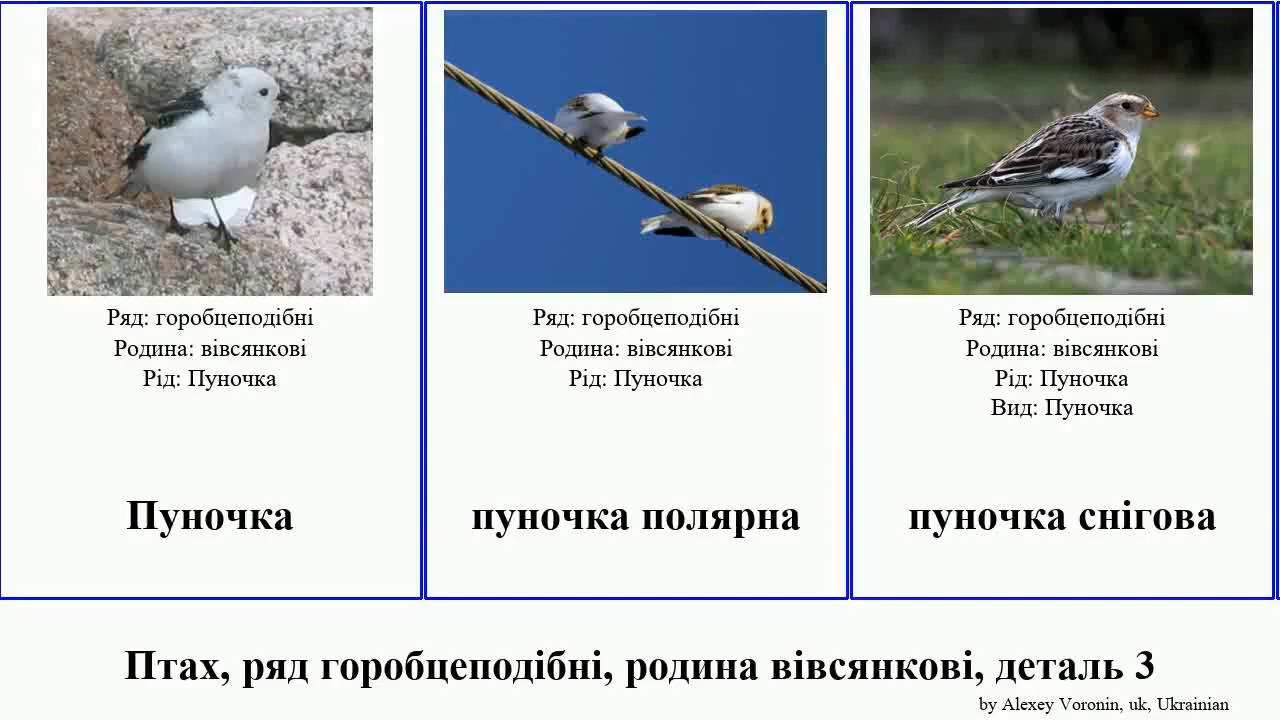 Ряд: горобцеподібні
Родина: вівсянкові
Рід: Пуночка
Пуночка
Ряд: горобцеподібні
Родина: вівсянкові
Рід: Пуночка
пуночка полярна
Ряд: горобцеподібні
Родина: вівсянкові
Рід: Пуночка
Вид: Пуночка
пуночка снігова
Птах, ряд горобцеподібні, родина вівсянкові, деталь 3
by Alexey Voronin, uk, Ukrainian